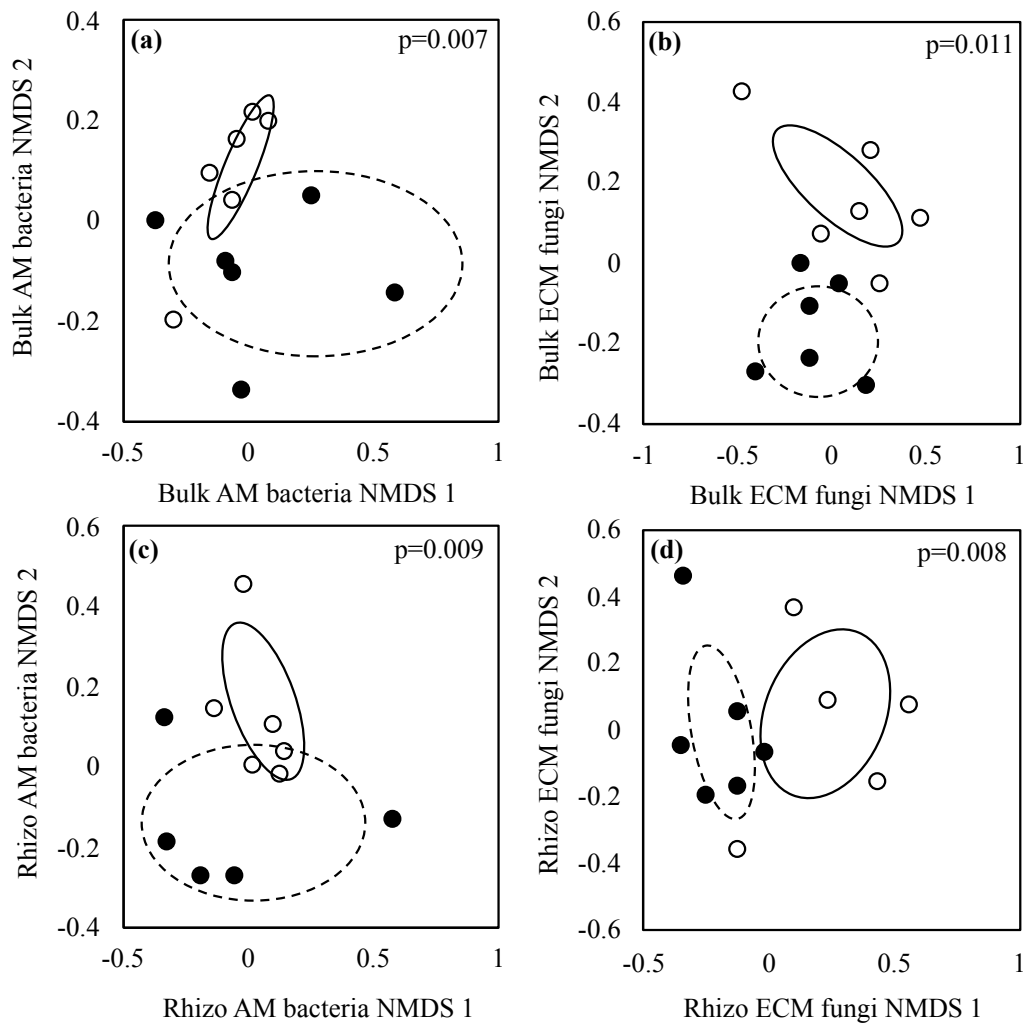 (a)
p=0.007
0.4
0.2
0
-0.2
-0.4
-0.5
0
0.5
1
Bulk AM bacteria NMDS 2
Bulk AM bacteria NMDS 1
(b)
p=0.011
0.6
0.4
0.2
0
-0.2
-0.4
-1
-0.5
0
0.5
1
Bulk ECM fungi NMDS 2
Bulk ECM fungi NMDS 1
(c)
p=0.009
0.6
0.4
0.2
0
-0.2
-0.4
-0.5
0
0.5
1
Rhizo AM bacteria NMDS 2
Rhizo AM bacteria NMDS 1
(d)
p=0.008
0.6
0.4
0.2
0
-0.2
-0.4
-0.6
-0.5
0
0.5
1
Rhizo ECM fungi NMDS 2
Rhizo ECM fungi NMDS 1